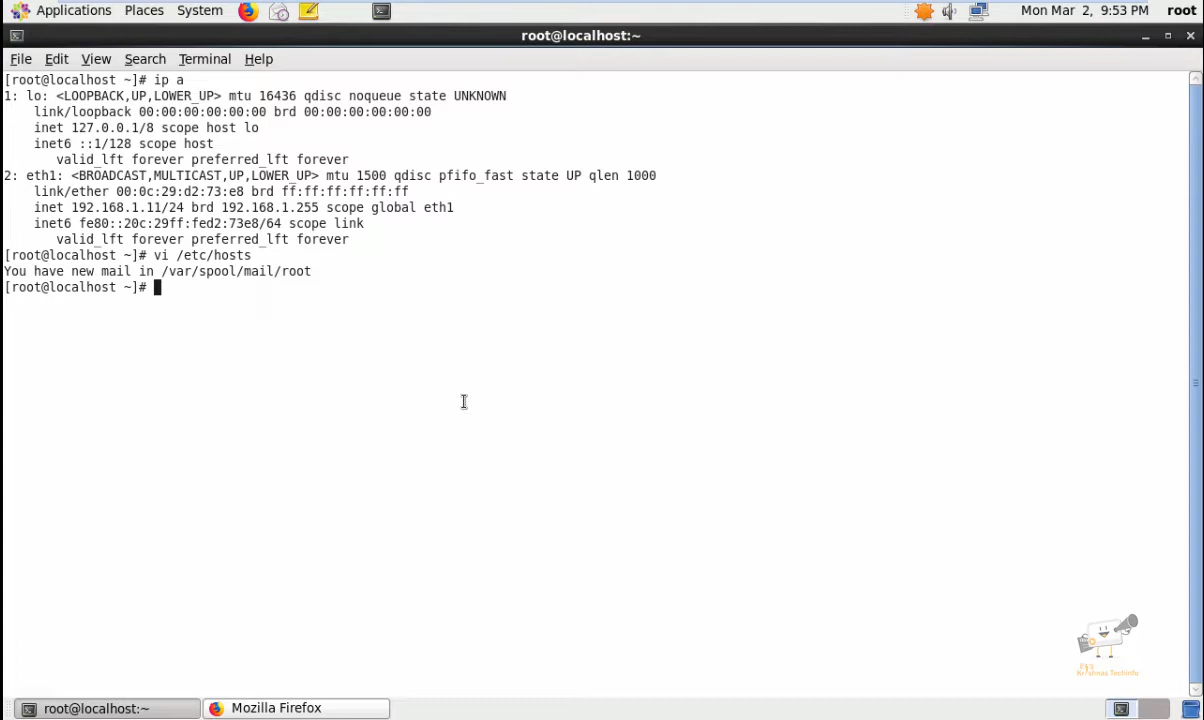 Applications Places System Mon Mar 2, 9:53 PM root
root@localhost:~
File Edit View Search Terminal Help
[root@localhost ~]# ip a
1: lo: <LOOPBACK,UP,LOWER_UP> mtu 16436 qdisc noqueue state UNKNOWN
    link/loopback 00:00:00:00:00:00 brd 00:00:00:00:00:00
    inet 127.0.0.1/8 scope host lo
    inet6 ::1/128 scope host
       valid_lft forever preferred_lft forever
2: eth1: <BROADCAST,MULTICAST,UP,LOWER_UP> mtu 1500 qdisc pfifo_fast state UP qlen 1000
    link/ether 00:0c:29:d2:73:e8 brd ff:ff:ff:ff:ff:ff
    inet 192.168.1.11/24 brd 192.168.1.255 scope global eth1
    inet6 fe80::20c:29ff:fed2:73e8/64 scope link
       valid_lft forever preferred_lft forever
[root@localhost ~]# vi /etc/hosts
You have new mail in /var/spool/mail/root
[root@localhost ~]#
Krishnas Techinfo
root@localhost:~ Mozilla Firefox